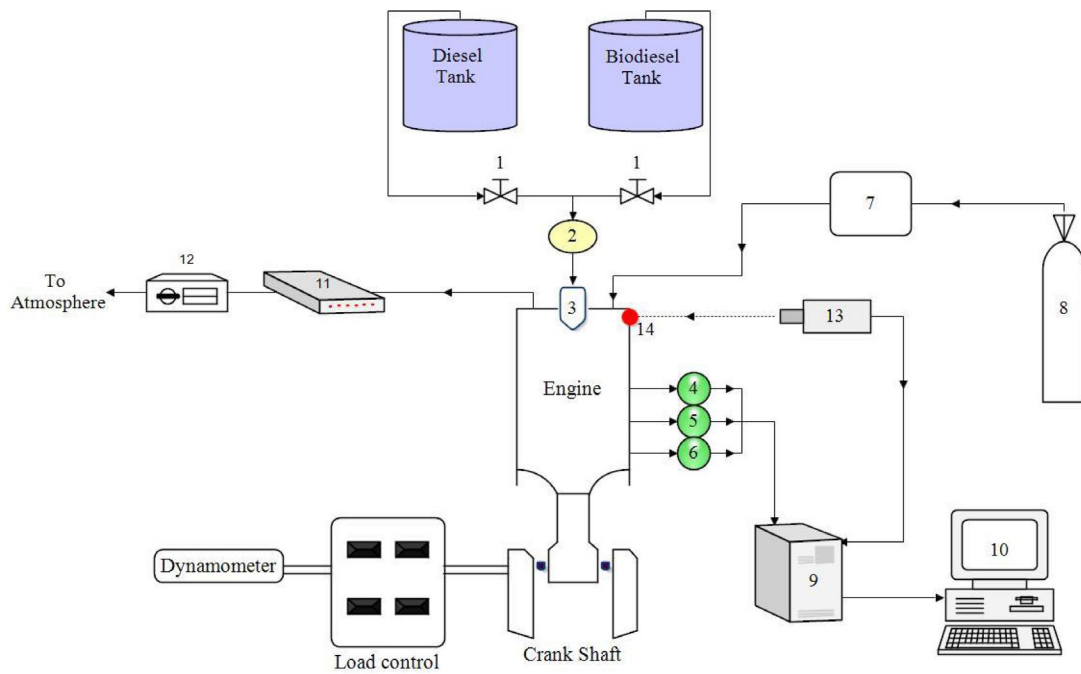 Diesel
Tank
Biodiesel
Tank
1
1
2
7
8
12
11
To
Atmosphere
3
14
13
Engine
4
5
6
Dynamometer
9
10
Load control
Crank Shaft